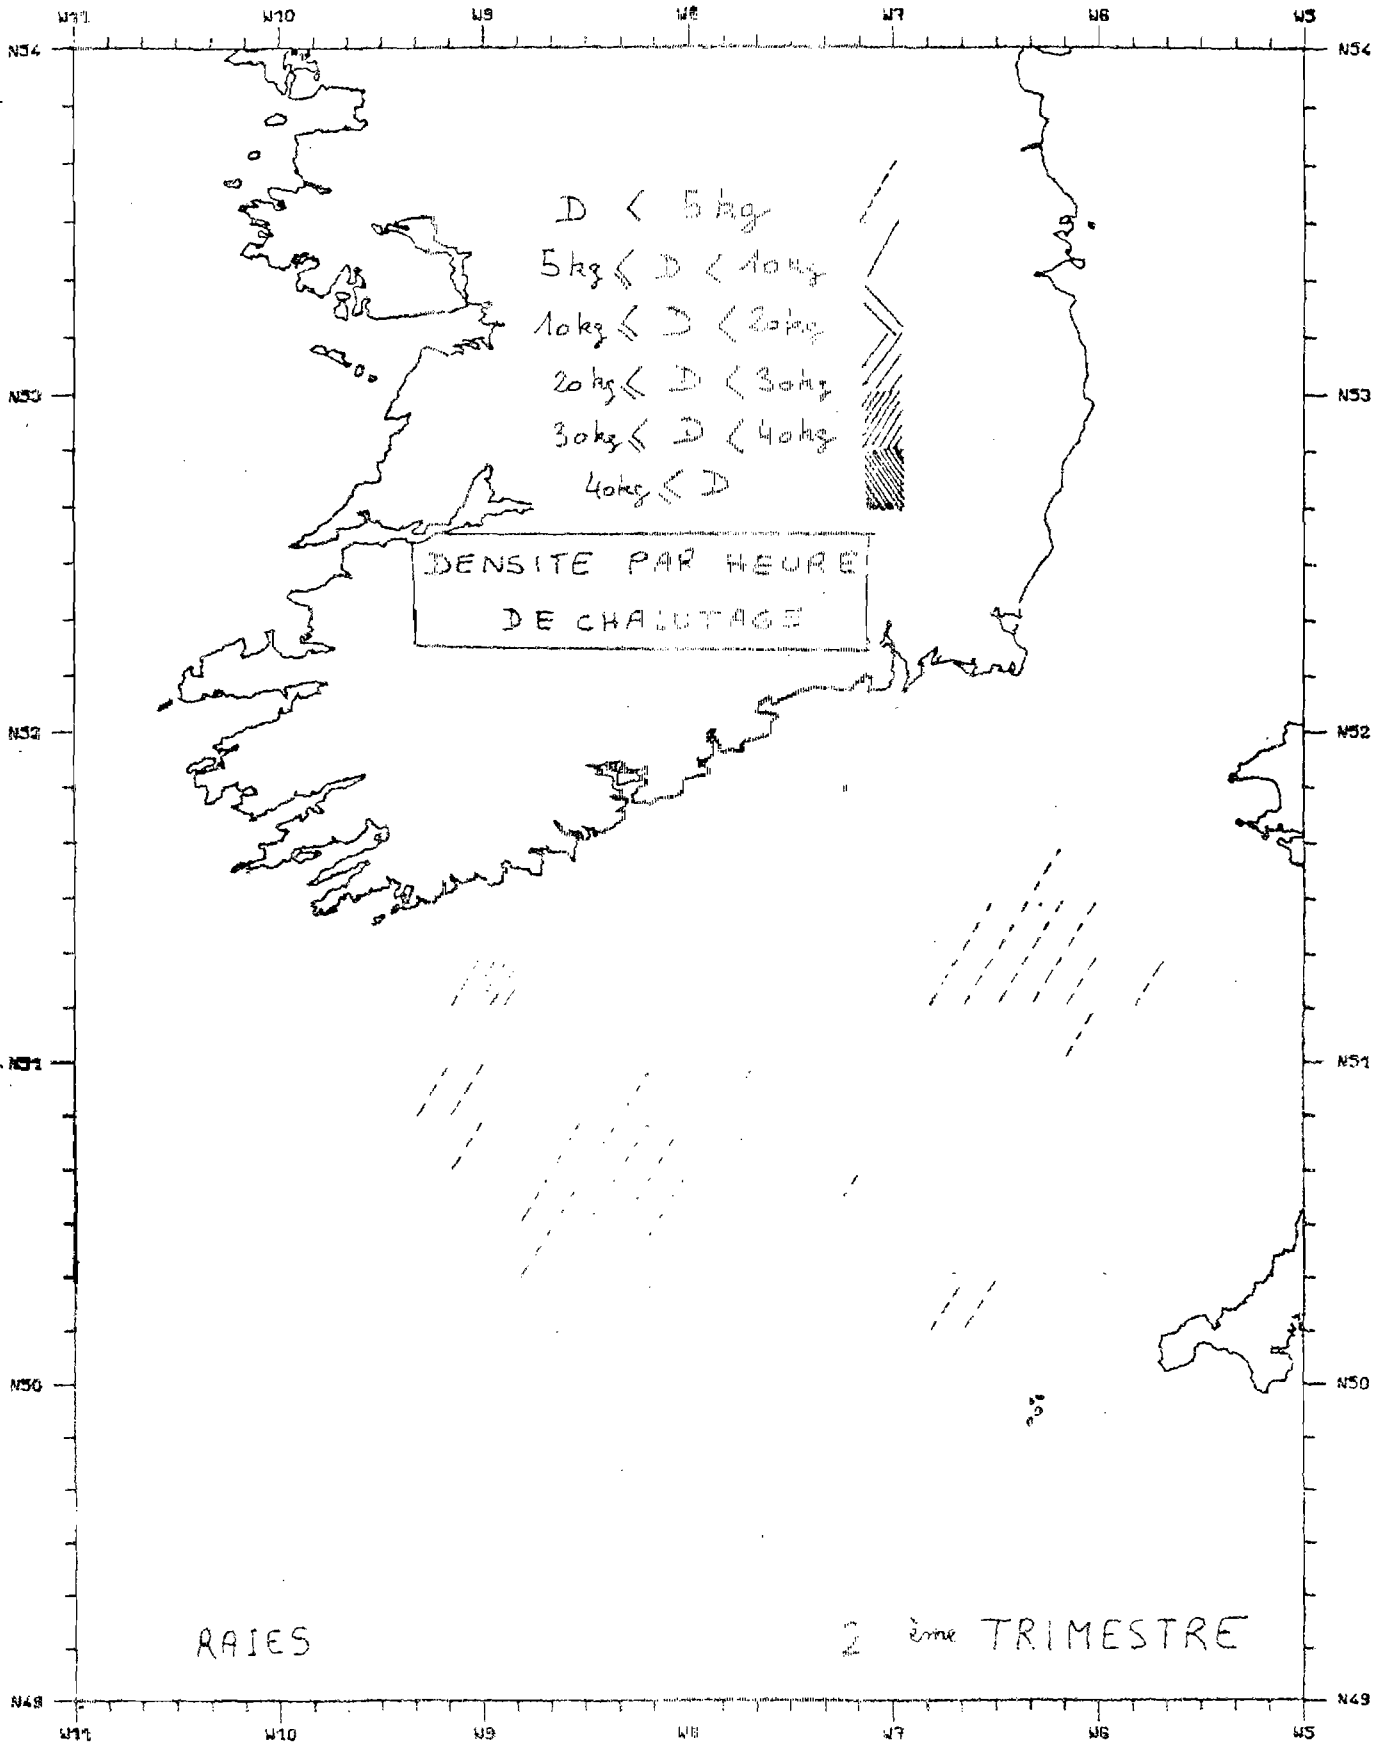 W11 W10 W9 W8 W7 W6 W5
N54 N54
D < 5 kg
5 kg ⩽ D < 10 kg
10 kg ⩽ D < 20 kg
N53 20 kg ⩽ D < 30 kg N53
30 kg ⩽ D < 40 kg
40 kg ⩽ D
DENSITE PAR HEURE
DE CHALUTAGE
N52 N52
N51 N51
N50 N50
RAIES 2 ème TRIMESTRE
N49 N49
W11 W10 W9 W8 W7 W6 W5